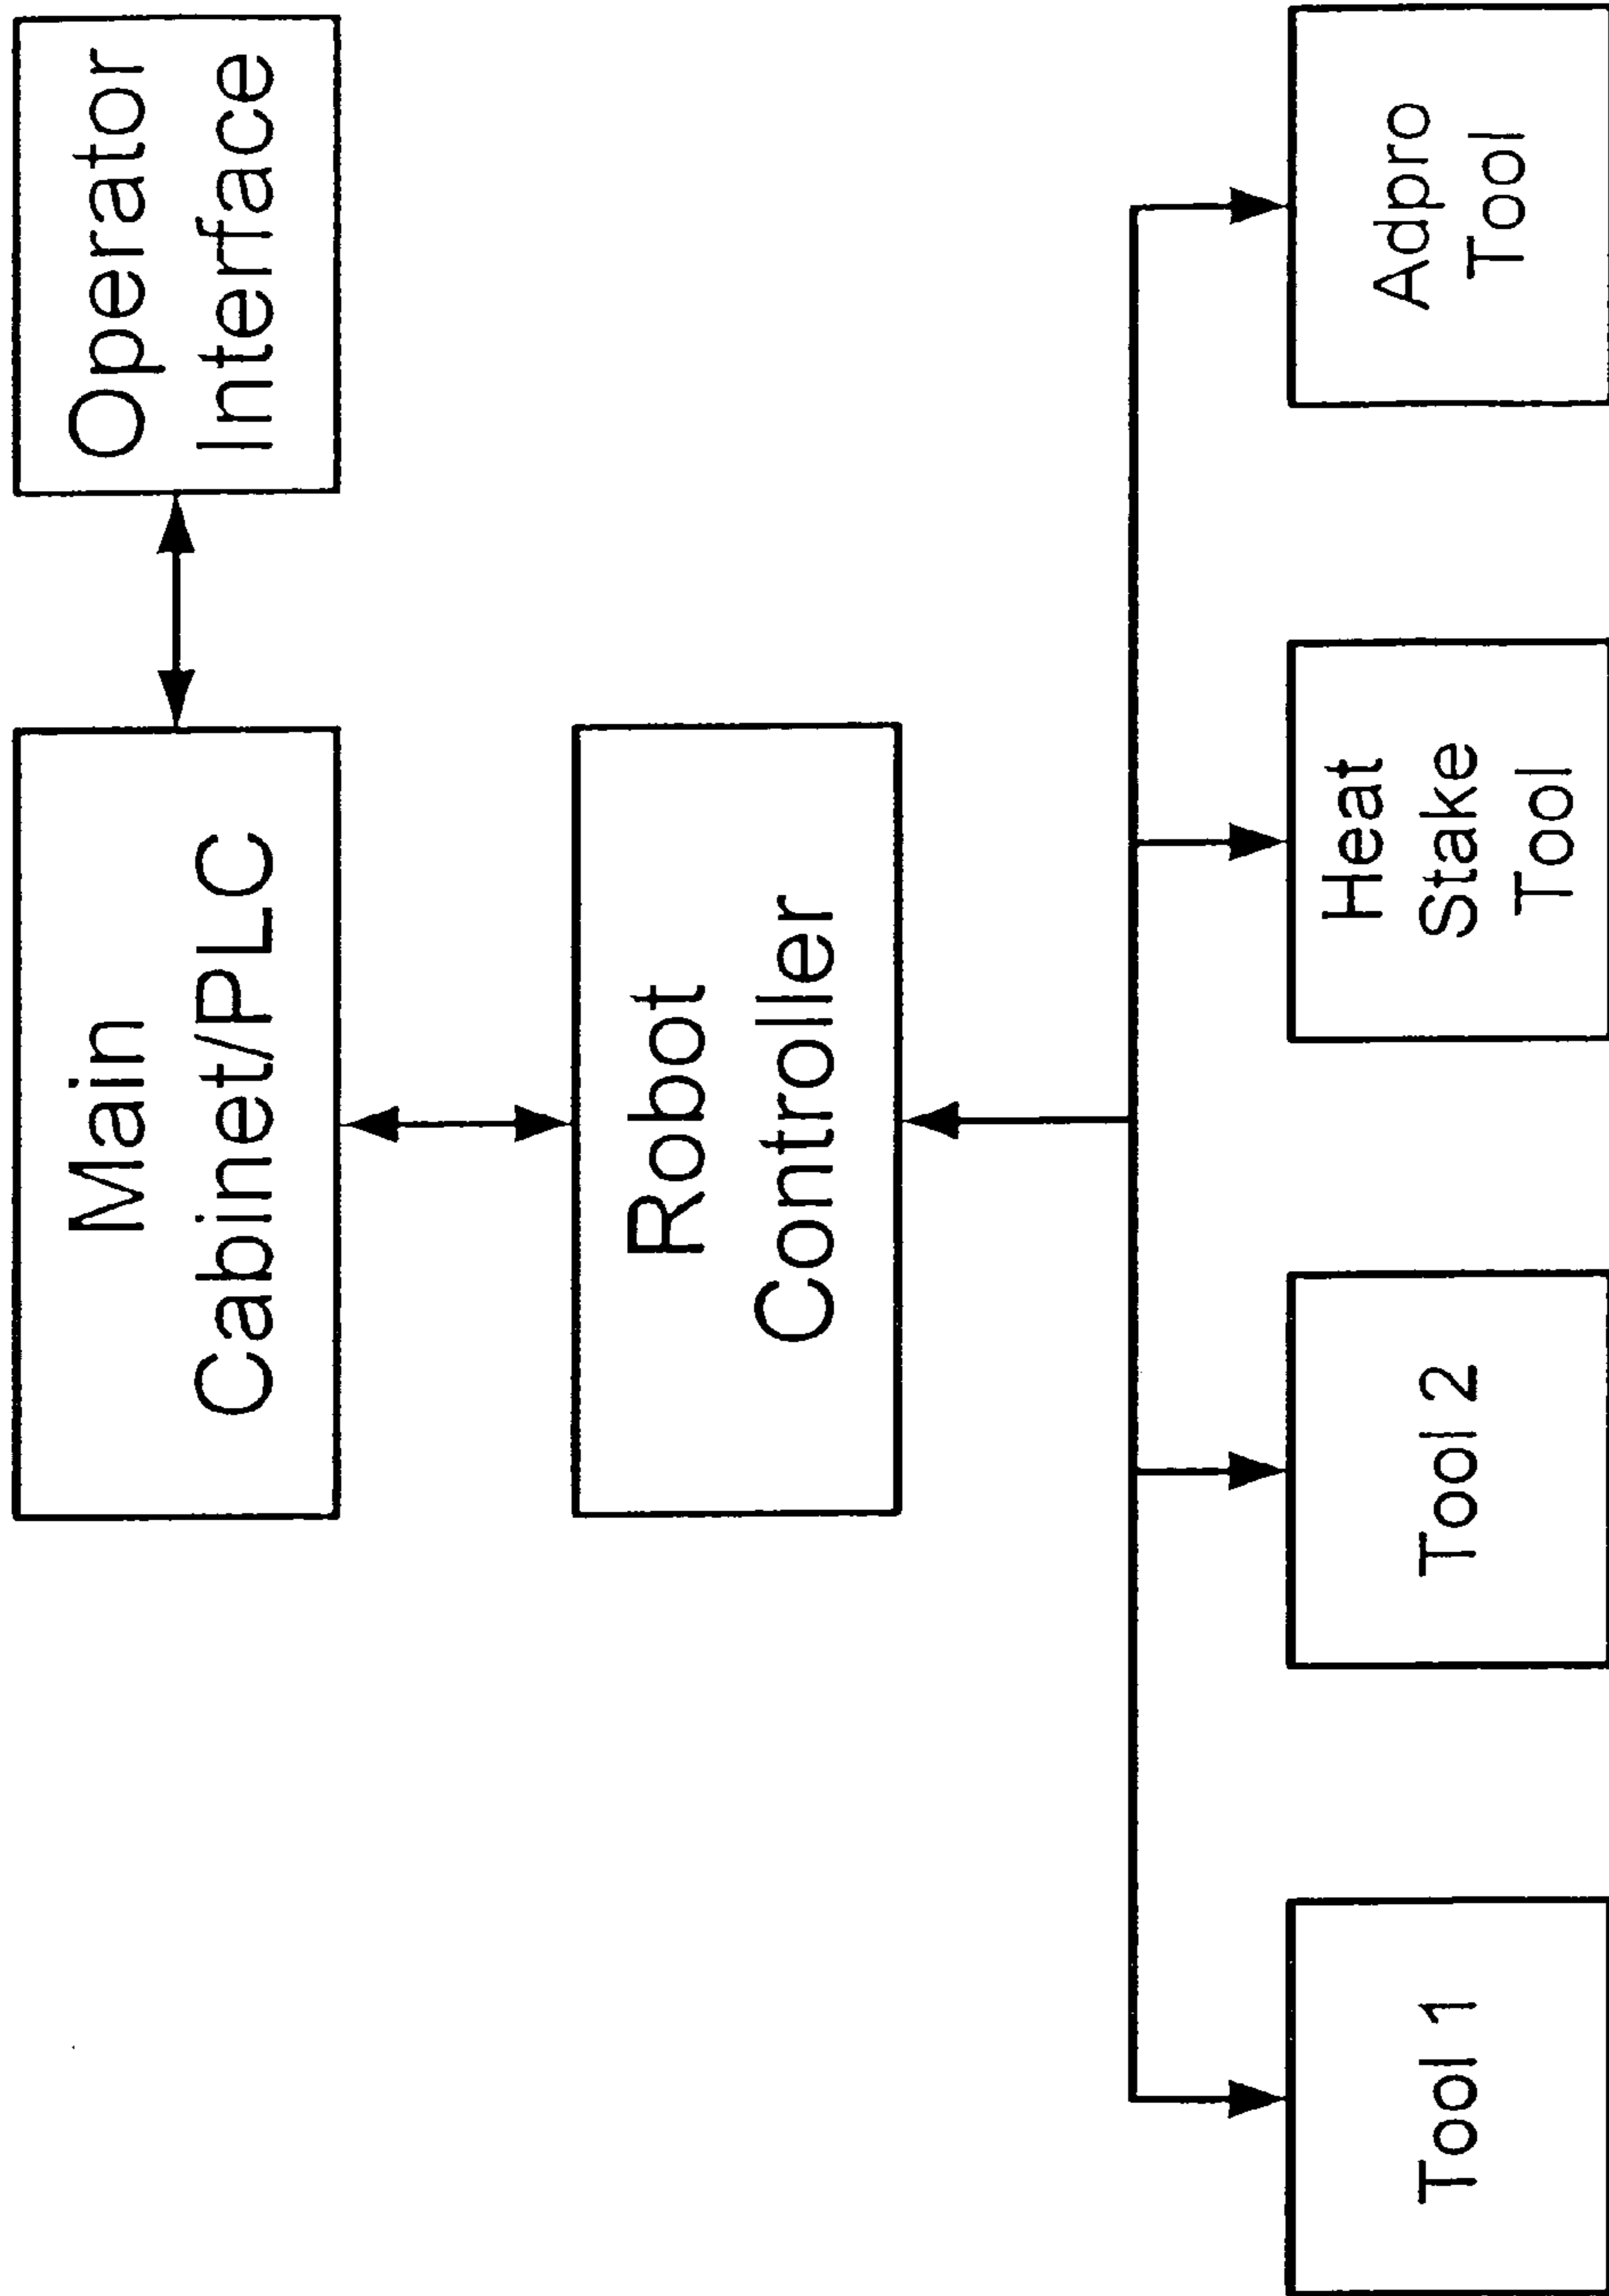 Main
Cabinet/PLC
Operator
Interface
Robot
Controller
Tool 1
Tool 2
Heat
Stake
Tool
Adpro
Tool